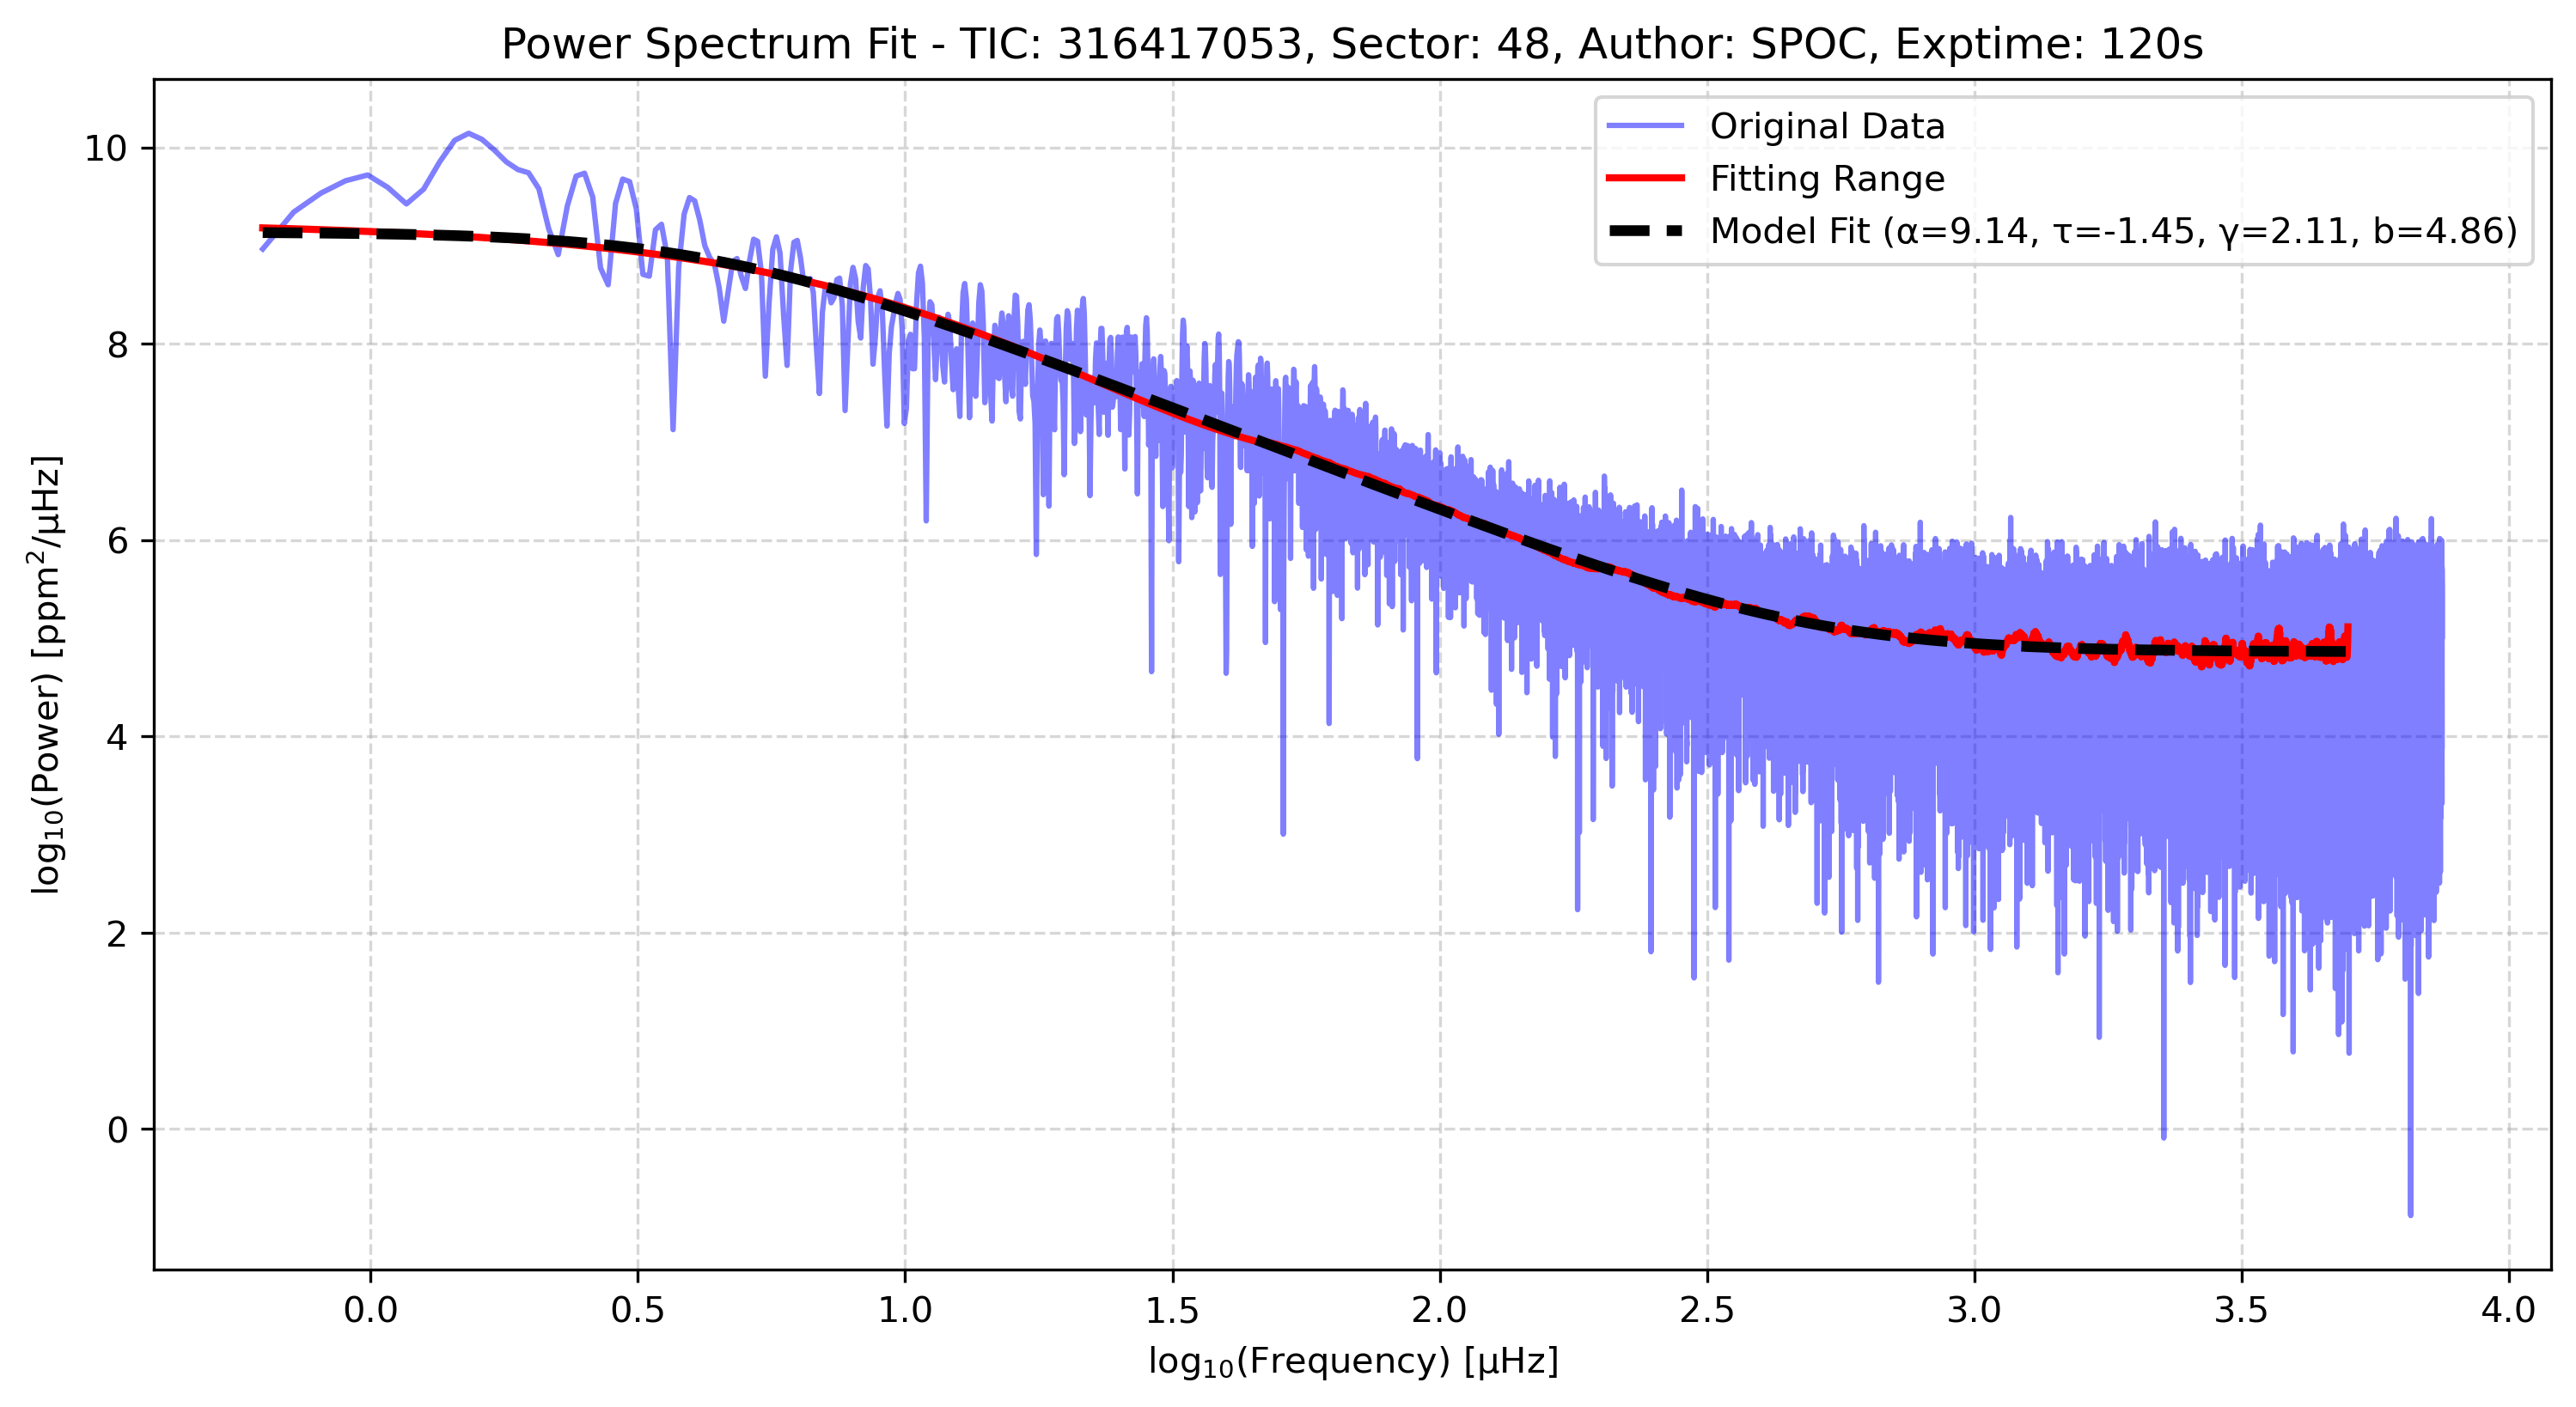 Power Spectrum Fit - TIC: 316417053, Sector: 48, Author: SPOC, Exptime: 120s
Original Data
Fitting Range
Model Fit (α=9.14, τ=-1.45, γ=2.11, b=4.86)
log₁₀(Power) [ppm²/μHz]
10
8
6
4
2
0
0.0 0.5 1.0 1.5 2.0 2.5 3.0 3.5 4.0
log₁₀(Frequency) [μHz]